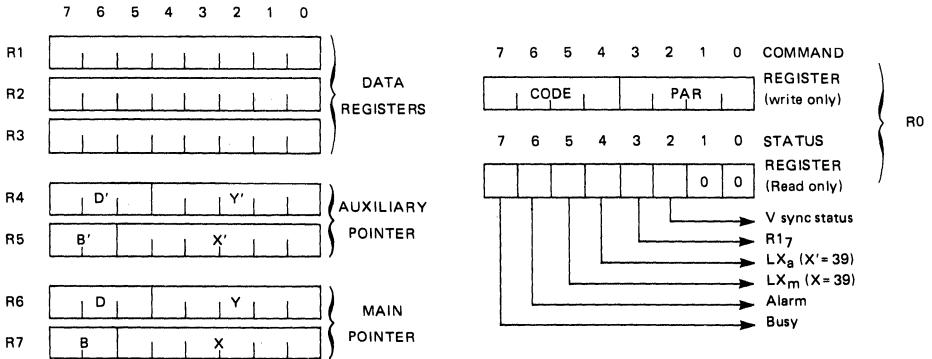 7 6 5 4 3 2 1 0
R1
R2
R3
DATA
REGISTERS
R4 D' Y'
R5 B' X'
AUXILIARY
POINTER
R6 D Y
R7 B X
MAIN
POINTER
7 6 5 4 3 2 1 0 COMMAND
REGISTER
(write only)
CODE PAR
7 6 5 4 3 2 1 0 STATUS
REGISTER
(Read only)
0 0
R0
V sync status
R17
LXa (X' = 39)
LXm (X = 39)
Alarm
Busy